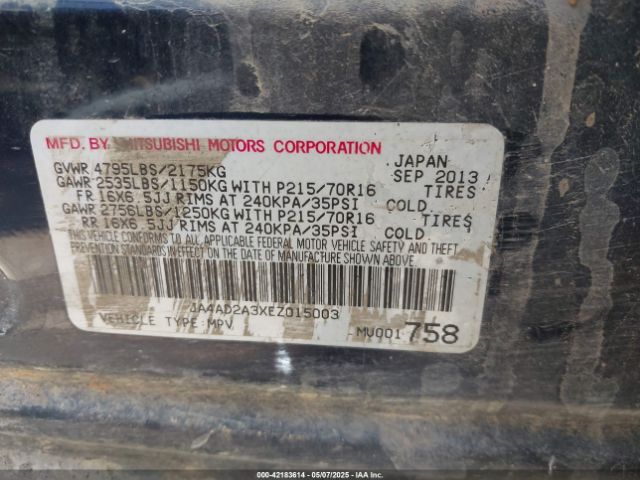 MFD. BY MITSUBISHI MOTORS CORPORATION
GVWR 4795LBS/2175KG JAPAN SEP 2013
GAWR 2535LBS/1150KG WITH P215/70R16 TIRES
FR 16X6.5JJ RIMS AT 240KPA/35PSI COLD
GAWR 2756LBS/1250KG WITH P215/70R16 TIRES
RR 16X6.5JJ RIMS AT 240KPA/35PSI COLD
THIS VEHICLE CONFORMS TO ALL APPLICABLE FEDERAL MOTOR VEHICLE SAFETY AND THEFT
PREVENTION STANDARDS IN EFFECT ON THE DATE OF MANUFACTURE SHOWN ABOVE.
JA4AD2A3XEZ015003
VEHICLE TYPE:MPV MU001758
000-42183614 - 05/07/2025 - ©IAA Inc.